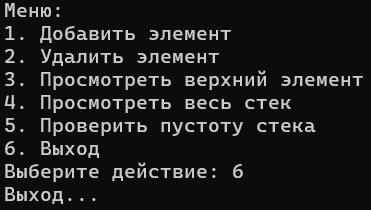 Меню:
1. Добавить элемент
2. Удалить элемент
3. Просмотреть верхний элемент
4. Просмотреть весь стек
5. Проверить пустоту стека
6. Выход
Выберите действие: 6
Выход...